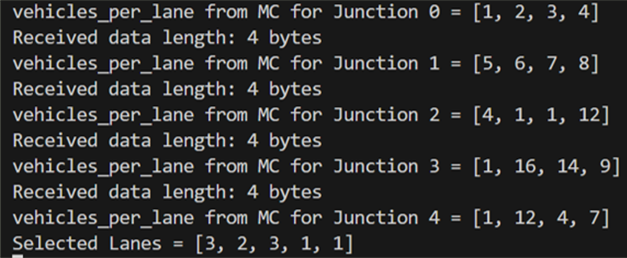 vehicles_per_lane from MC for Junction 0 = [1, 2, 3, 4]
Received data length: 4 bytes
vehicles_per_lane from MC for Junction 1 = [5, 6, 7, 8]
Received data length: 4 bytes
vehicles_per_lane from MC for Junction 2 = [4, 1, 1, 12]
Received data length: 4 bytes
vehicles_per_lane from MC for Junction 3 = [1, 16, 14, 9]
Received data length: 4 bytes
vehicles_per_lane from MC for Junction 4 = [1, 12, 4, 7]
Selected Lanes = [3, 2, 3, 1, 1]